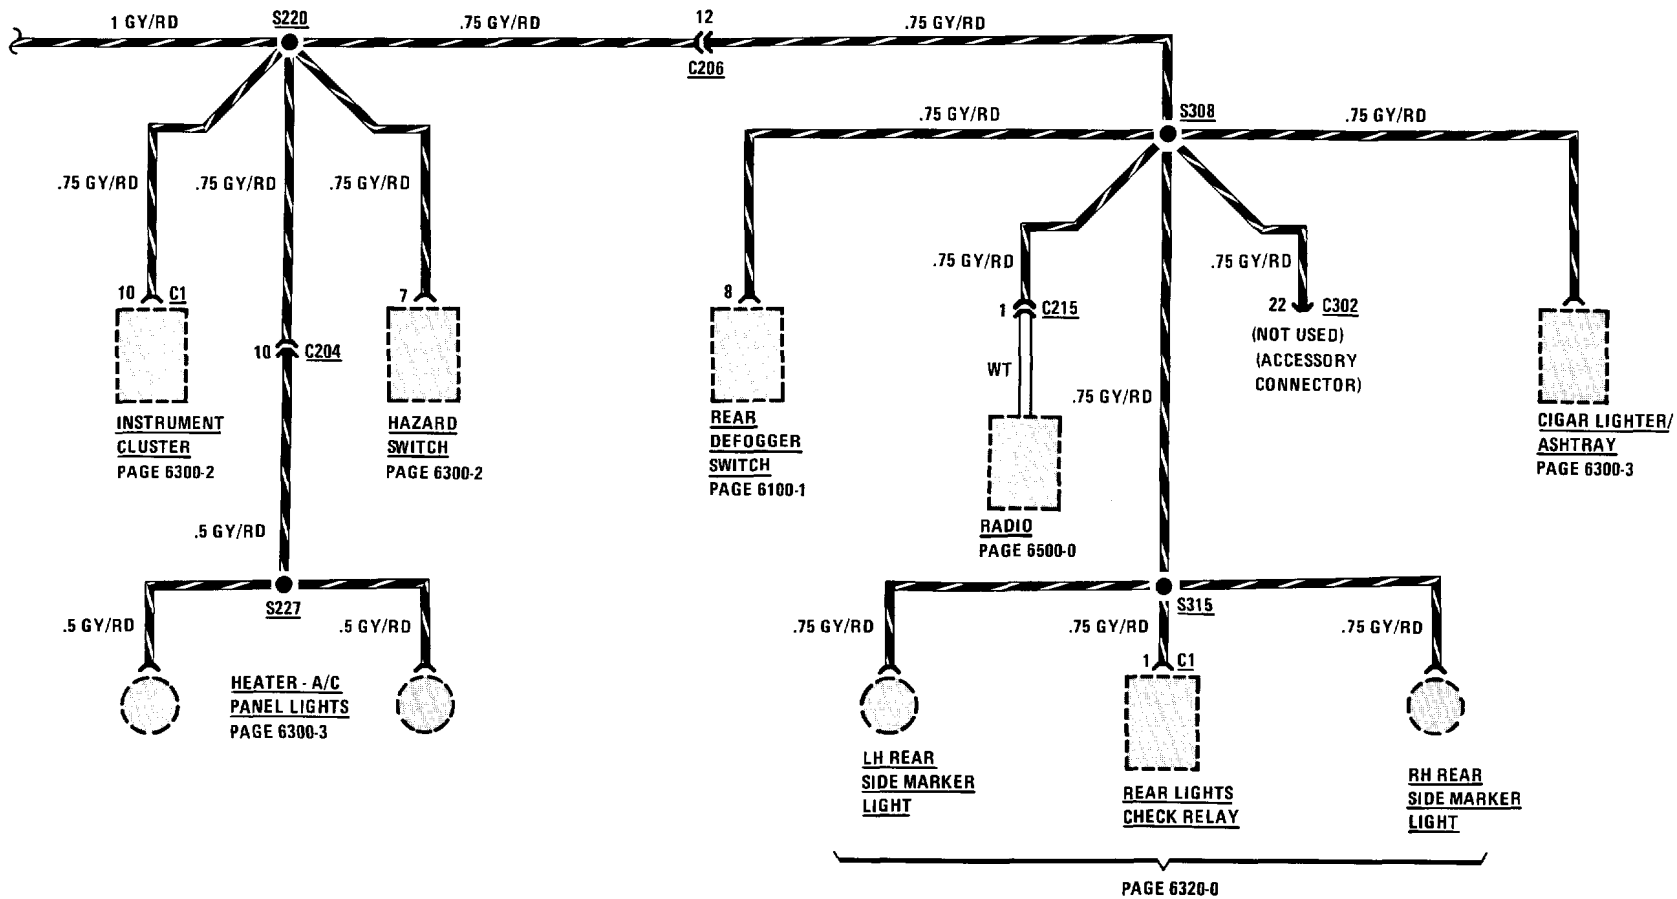 1 GY/RD
S220
.75 GY/RD
12
C206
.75 GY/RD
S308
.75 GY/RD
.75 GY/RD
.75 GY/RD
.75 GY/RD
.75 GY/RD
10 C1
INSTRUMENT
CLUSTER
PAGE 6300-2
10 C204
7
HAZARD
SWITCH
PAGE 6300-2
8
REAR
DEFOGGER
SWITCH
PAGE 6100-1
.75 GY/RD
1 C215
WT
RADIO
PAGE 6500-0
.75 GY/RD
.75 GY/RD
22 C302
(NOT USED)
(ACCESSORY
CONNECTOR)
CIGAR LIGHTER/
ASHTRAY
PAGE 6300-3
.5 GY/RD
S227
.5 GY/RD
.5 GY/RD
HEATER - A/C
PANEL LIGHTS
PAGE 6300-3
S315
.75 GY/RD
.75 GY/RD
.75 GY/RD
1 C1
LH REAR
SIDE MARKER
LIGHT
REAR LIGHTS
CHECK RELAY
RH REAR
SIDE MARKER
LIGHT
PAGE 6320-0